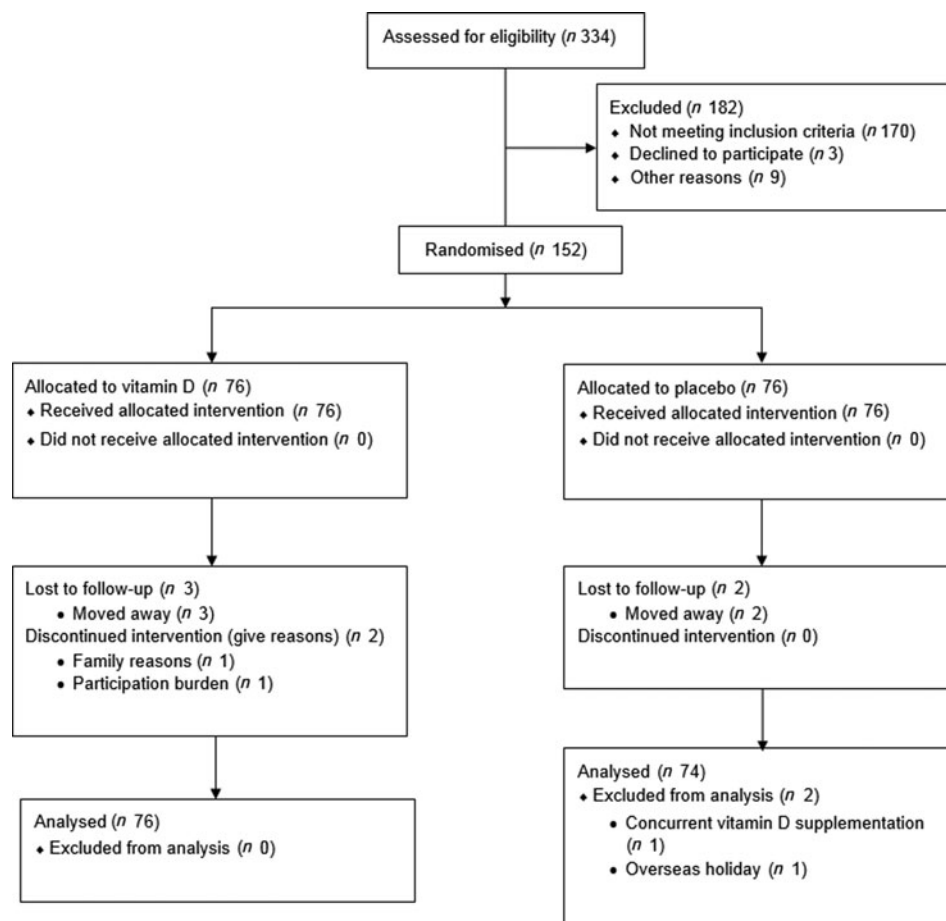 Assessed for eligibility (n 334)
Excluded (n 182)
⬥ Not meeting inclusion criteria (n 170)
⬥ Declined to participate (n 3)
⬥ Other reasons (n 9)
Randomised (n 152)
Allocated to vitamin D (n 76)
⬥ Received allocated intervention (n 76)
⬥ Did not receive allocated intervention (n 0)
Allocated to placebo (n 76)
⬥ Received allocated intervention (n 76)
⬥ Did not receive allocated intervention (n 0)
Lost to follow-up (n 3)
• Moved away (n 3)
Discontinued intervention (give reasons) (n 2)
• Family reasons (n 1)
• Participation burden (n 1)
Lost to follow-up (n 2)
• Moved away (n 2)
Discontinued intervention (n 0)
Analysed (n 76)
⬥ Excluded from analysis (n 0)
Analysed (n 74)
⬥ Excluded from analysis (n 2)
• Concurrent vitamin D supplementation
(n 1)
• Overseas holiday (n 1)